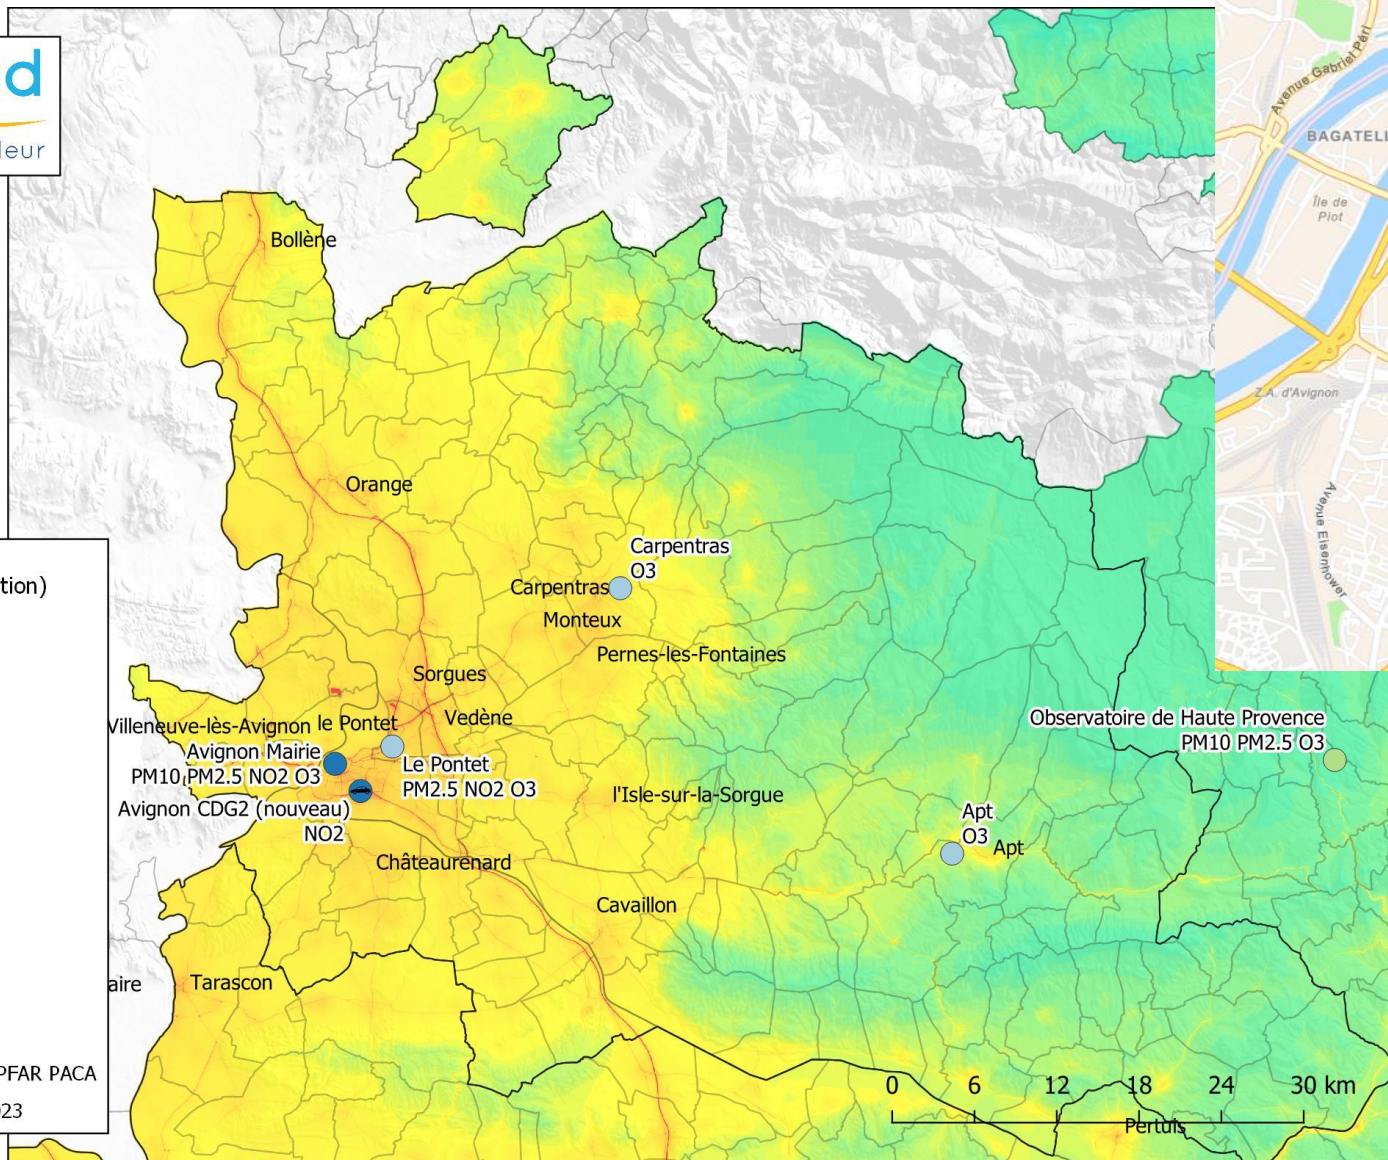 d
leur
Avenue Gabriel Péri
BAGATELL
Île de
Piot
Z.A. d'Avignon
Avenue Eisenhower
Bollène
Orange
Carpentras
O3
Carpentras
Monteux
Pernes-les-Fontaines
tion)
Sorgues
Villeneuve-lès-Avignon
le Pontet
Vedène
Avignon Mairie
PM10 PM2.5 NO2 O3
Le Pontet
PM2.5 NO2 O3
Avignon CDG2 (nouveau)
NO2
l'Isle-sur-la-Sorgue
Observatoire de Haute Provence
PM10 PM2.5 O3
Apt
O3
Apt
Châteaurenard
Cavaillon
aire
Tarascon
PFAR PACA
023
0 6 12 18 24 30 km
Pertuis